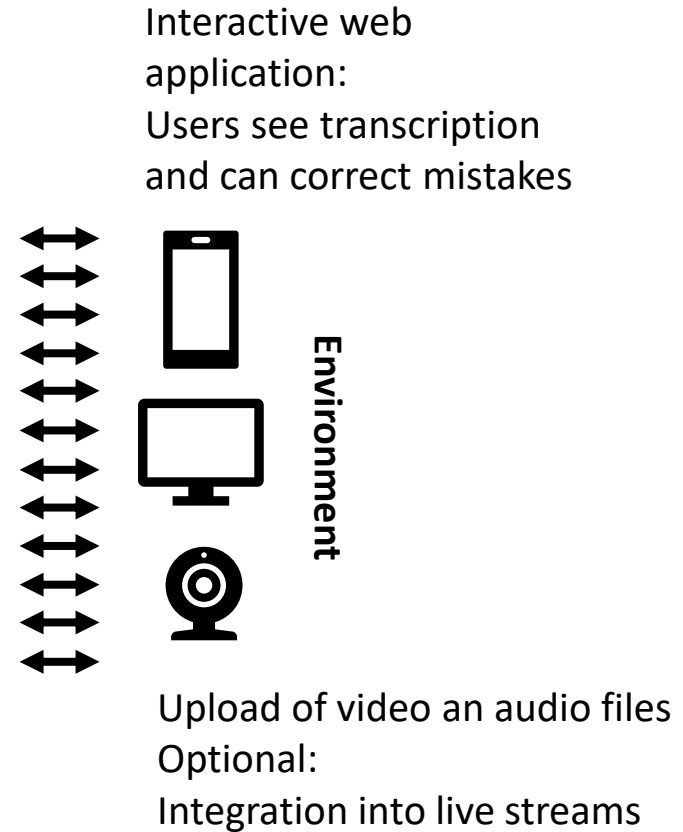 Interactive web
application:
Users see transcription
and can correct mistakes
Environment
Upload of video an audio files
Optional:
Integration into live streams